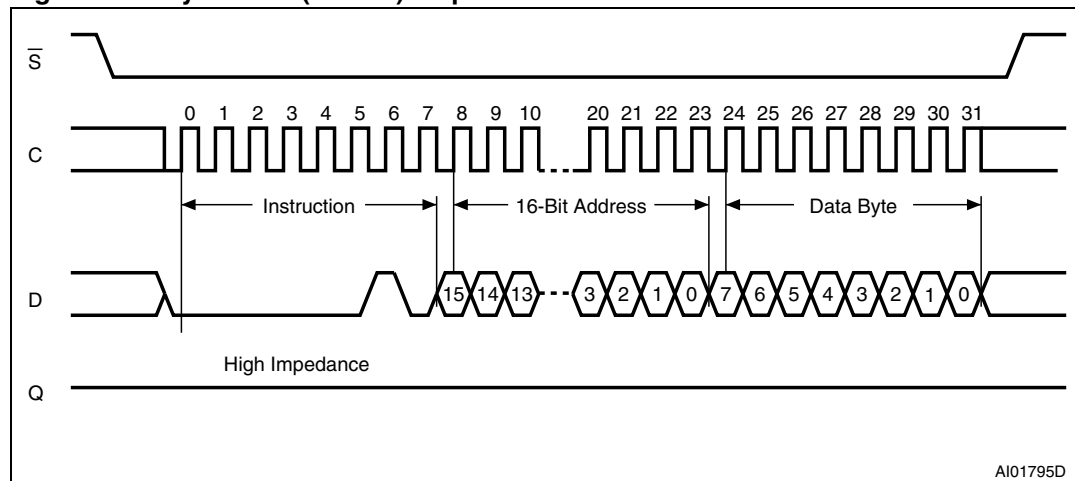 S
0 1 2 3 4 5 6 7 8 9 10 20 21 22 23 24 25 26 27 28 29 30 31
C
Instruction 16-Bit Address Data Byte
D
15 14 13 3 2 1 0 7 6 5 4 3 2 1 0
High Impedance
Q
AI01795D